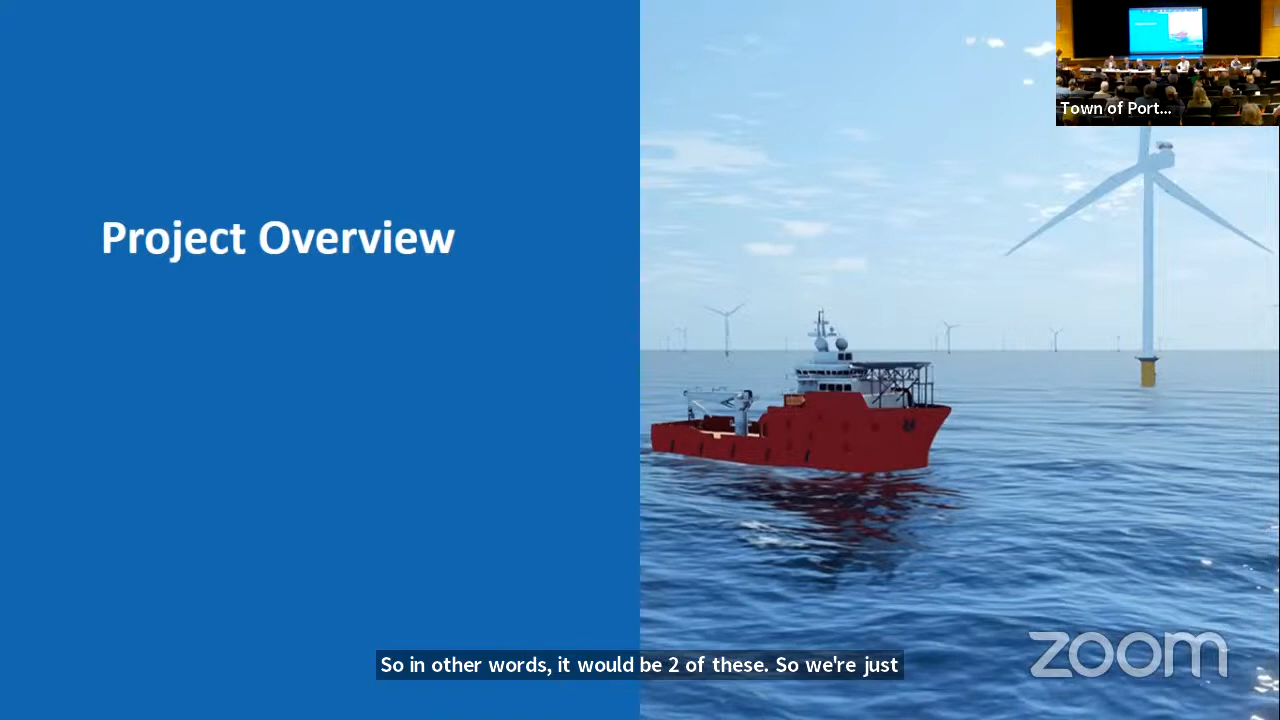 Town of Port...
Project Overview
So in other words, it would be 2 of these. So we're just
zoom